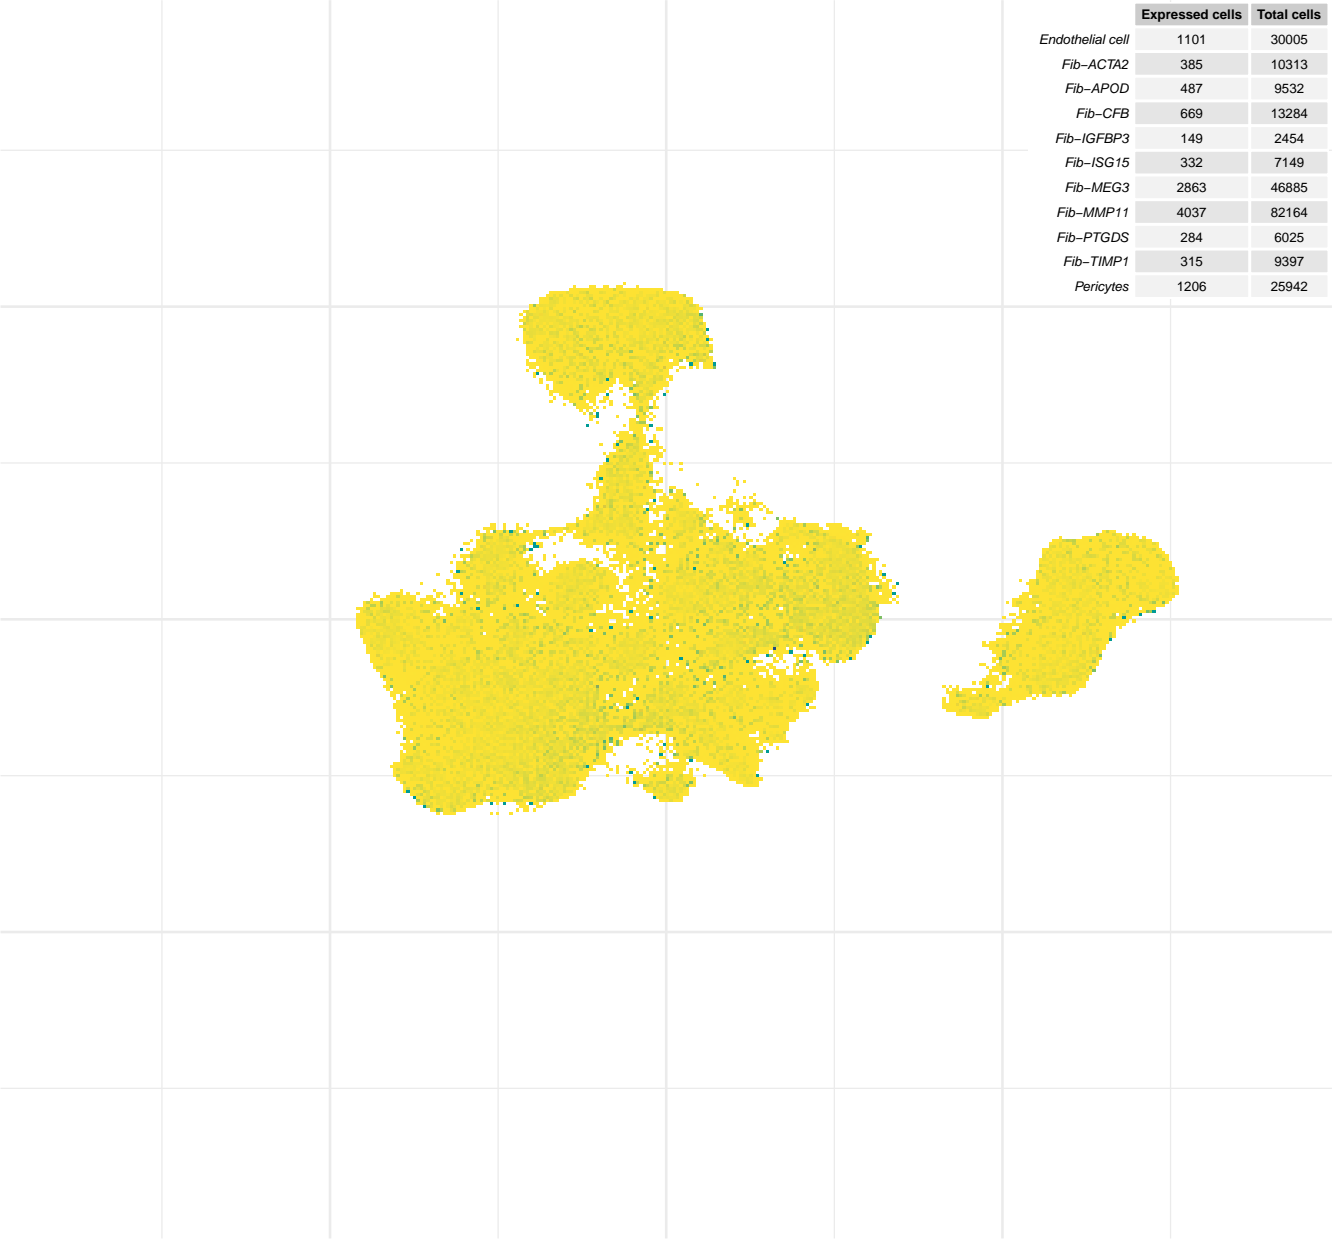 Expressed cells Total cells
Endothelial cell 1101 30005
Fib−ACTA2 385 10313
Fib−APOD 487 9532
Fib−CFB 669 13284
Fib−IGFBP3 149 2454
Fib−ISG15 332 7149
Fib−MEG3 2863 46885
Fib−MMP11 4037 82164
Fib−PTGDS 284 6025
Fib−TIMP1 315 9397
Pericytes 1206 25942